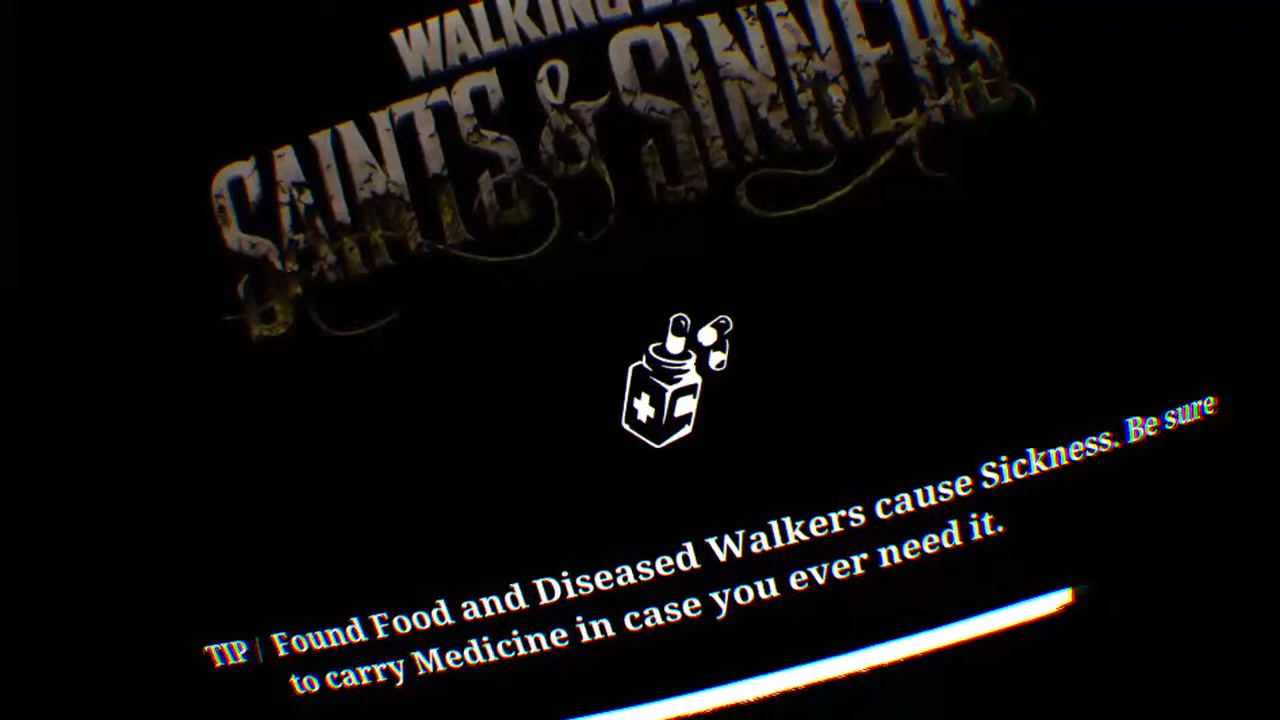 WALKING
SAINTS & SINNERS
TIP | Found Food and Diseased Walkers cause Sickness. Be sure
to carry Medicine in case you ever need it.